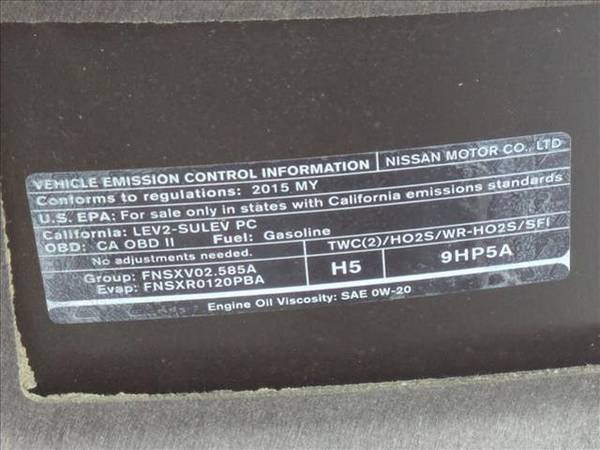 VEHICLE EMISSION CONTROL INFORMATION NISSAN MOTOR CO., LTD
Conforms to regulations: 2015 MY
U.S. EPA: For sale only in states with California emissions standards
California: LEV2-SULEV PC
OBD: CA OBD II Fuel: Gasoline
No adjustments needed. TWC(2)/HO2S/WR-HO2S/SFI
Group: FNSXV02.585A H5 9HP5A
Evap: FNSXR0120PBA
Engine Oil Viscosity: SAE 0W-20